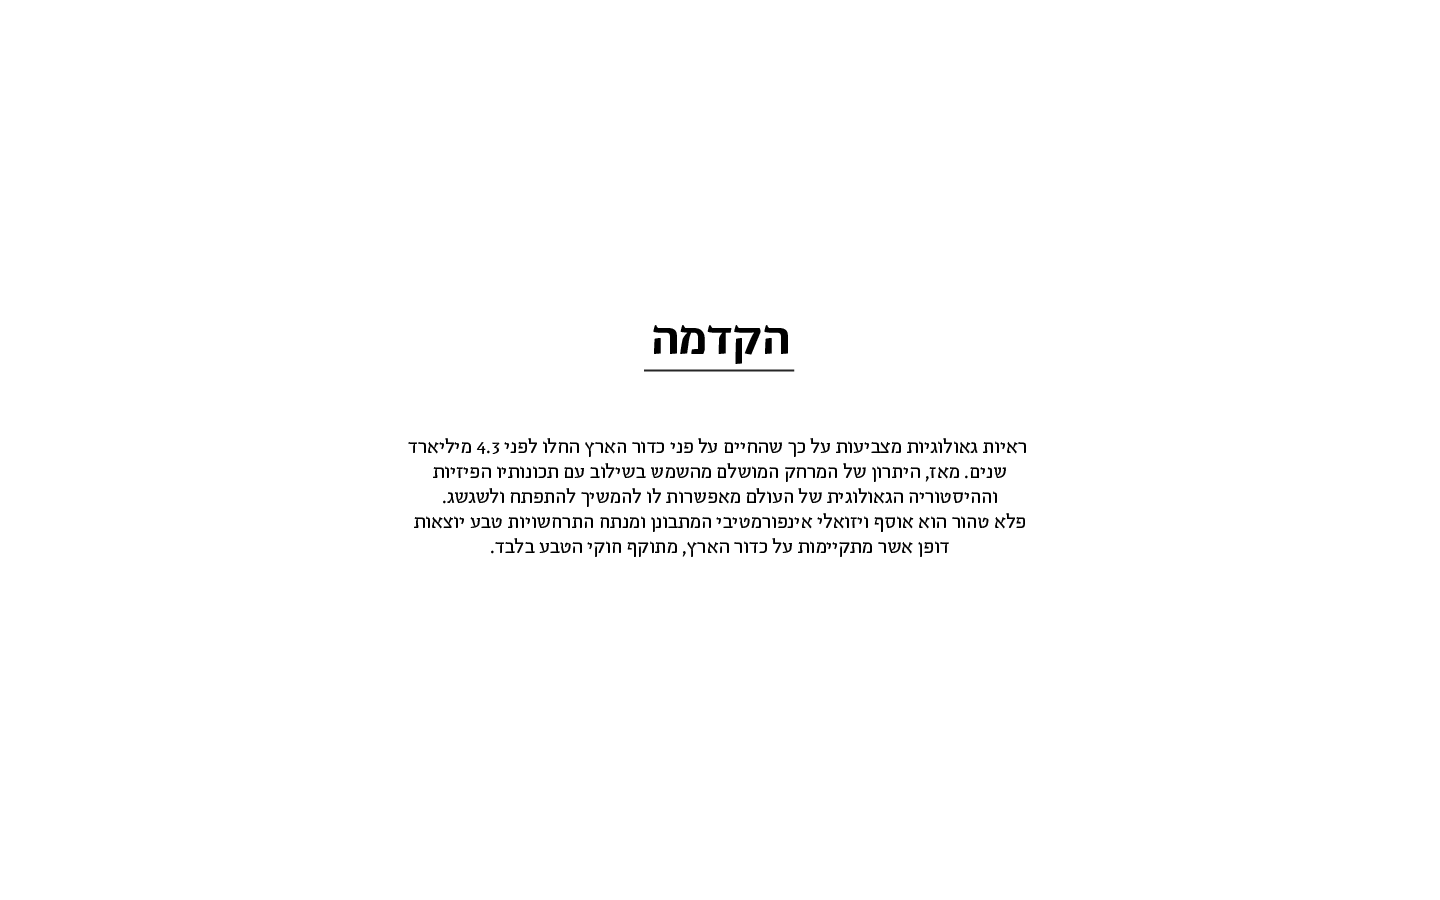 הקדמה
ראיות גאולוגיות מצביעות על כך שהחיים על פני כדור הארץ החלו לפני 4.3 מיליארד
שנים. מאז, היתרון של המרחק המושלם מהשמש בשילוב עם תכונותיו הפיזיות
וההיסטוריה הגאולוגית של העולם מאפשרות לו להמשיך להתפתח ולשגשג.
פלא טהור הוא אוסף ויזואלי אינפורמטיבי המתבונן ומנתח התרחשויות טבע יוצאות
דופן אשר מתקיימות על כדור הארץ, מתוקף חוקי הטבע בלבד.